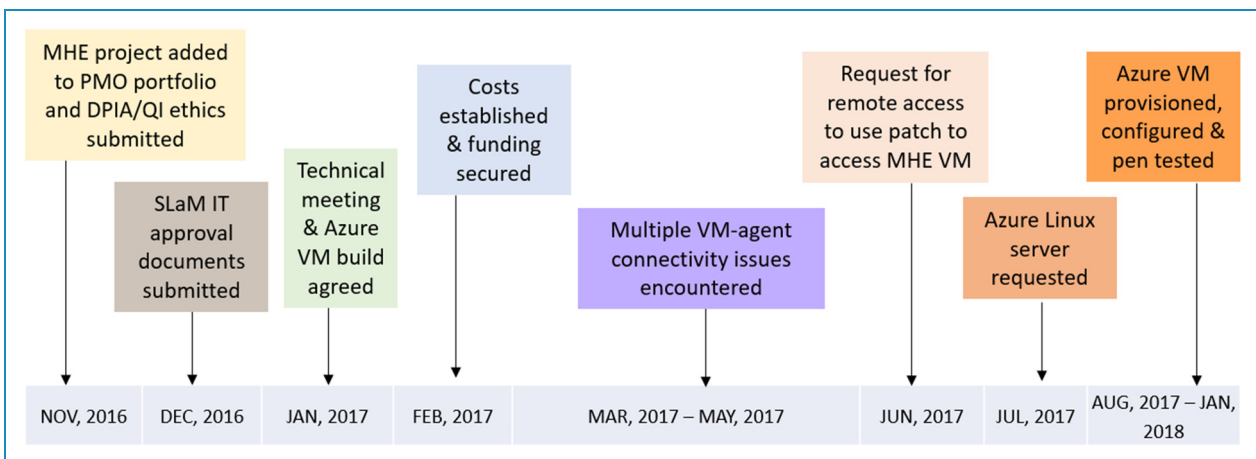 MHE project added
to PMO portfolio
and DPIA/QI ethics
submitted
SLaM IT
approval
documents
submitted
Technical
meeting
& Azure
VM build
agreed
Costs
established
& funding
secured
Multiple VM-agent
connectivity issues
encountered
Request for
remote access
to use patch to
access MHE VM
Azure Linux
server
requested
Azure VM
provisioned,
configured &
pen tested
NOV, 2016
DEC, 2016
JAN, 2017
FEB, 2017
MAR, 2017 – MAY, 2017
JUN, 2017
JUL, 2017
AUG, 2017 – JAN,
2018